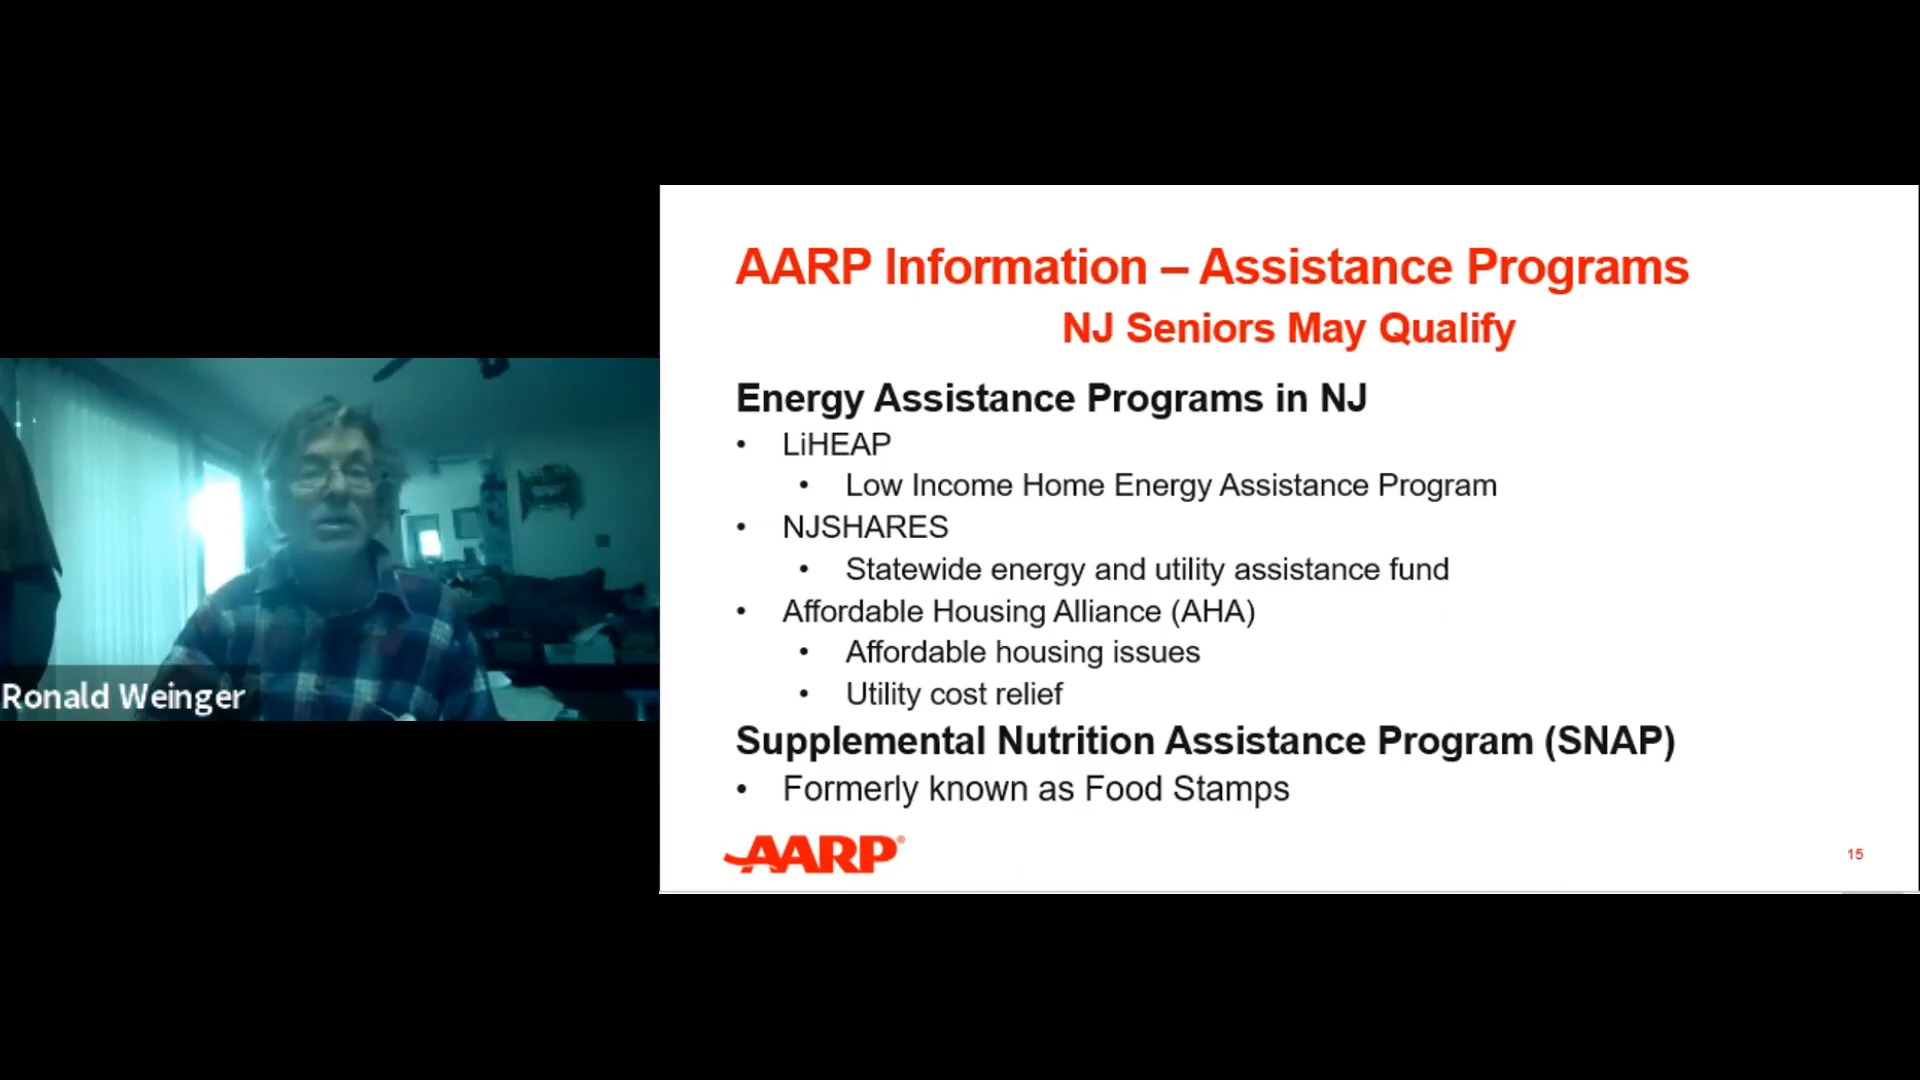 AARP Information – Assistance Programs
NJ Seniors May Qualify
Energy Assistance Programs in NJ
• LiHEAP
• Low Income Home Energy Assistance Program
• NJSHARES
• Statewide energy and utility assistance fund
• Affordable Housing Alliance (AHA)
• Affordable housing issues
• Utility cost relief
Supplemental Nutrition Assistance Program (SNAP)
• Formerly known as Food Stamps
AARP®
15
Ronald Weinger